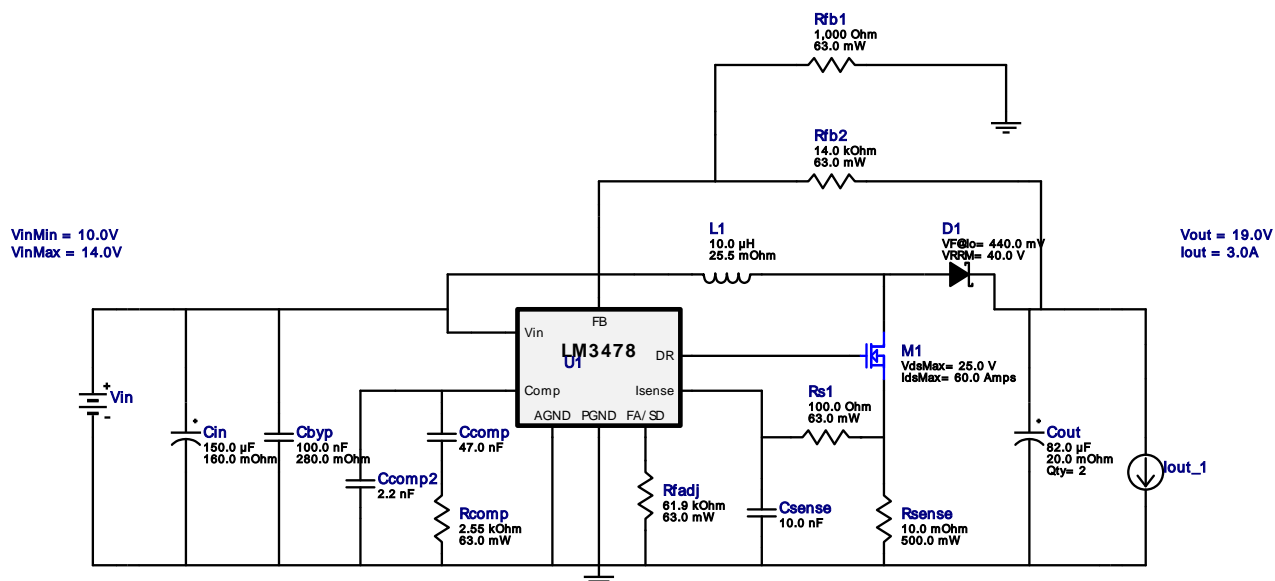 Rfb1
1,000 Ohm
63.0 mW
Rfb2
14.0 kOhm
63.0 mW
VinMin = 10.0V
VinMax = 14.0V
L1
10.0 µH
25.5 mOhm
D1
VF@Io= 440.0 mV
VRRM= 40.0 V
Vout = 19.0V
Iout = 3.0A
FB
Vin
LM3478
U1
DR
Comp
Isense
AGND PGND FA/SD
M1
VdsMax= 25.0 V
IdsMax= 60.0 Amps
+
Vin
-
Cin
150.0 µF
160.0 mOhm
Cbyp
100.0 nF
280.0 mOhm
Ccomp
47.0 nF
Ccomp2
2.2 nF
Rcomp
2.55 kOhm
63.0 mW
Rfadj
61.9 kOhm
63.0 mW
Rs1
100.0 Ohm
63.0 mW
Csense
10.0 nF
Rsense
10.0 mOhm
500.0 mW
Cout
82.0 µF
20.0 mOhm
Qty= 2
Iout_1